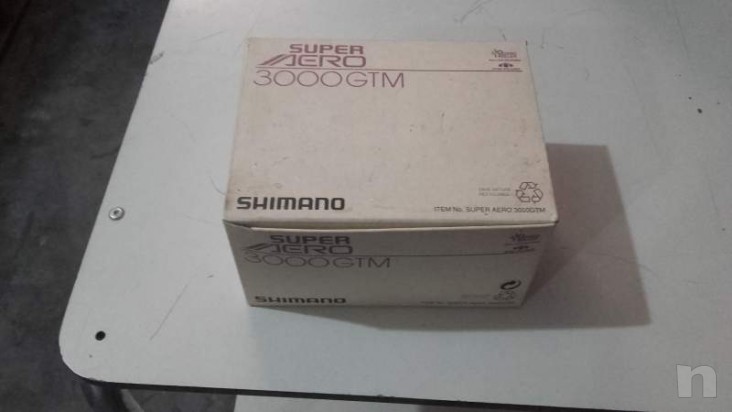 SUPER
AERO
3000GTM
SHIMANO
ITEM No. SUPER AERO 3000GTM
SUPER
AERO
3000GTM
SHIMANO
n